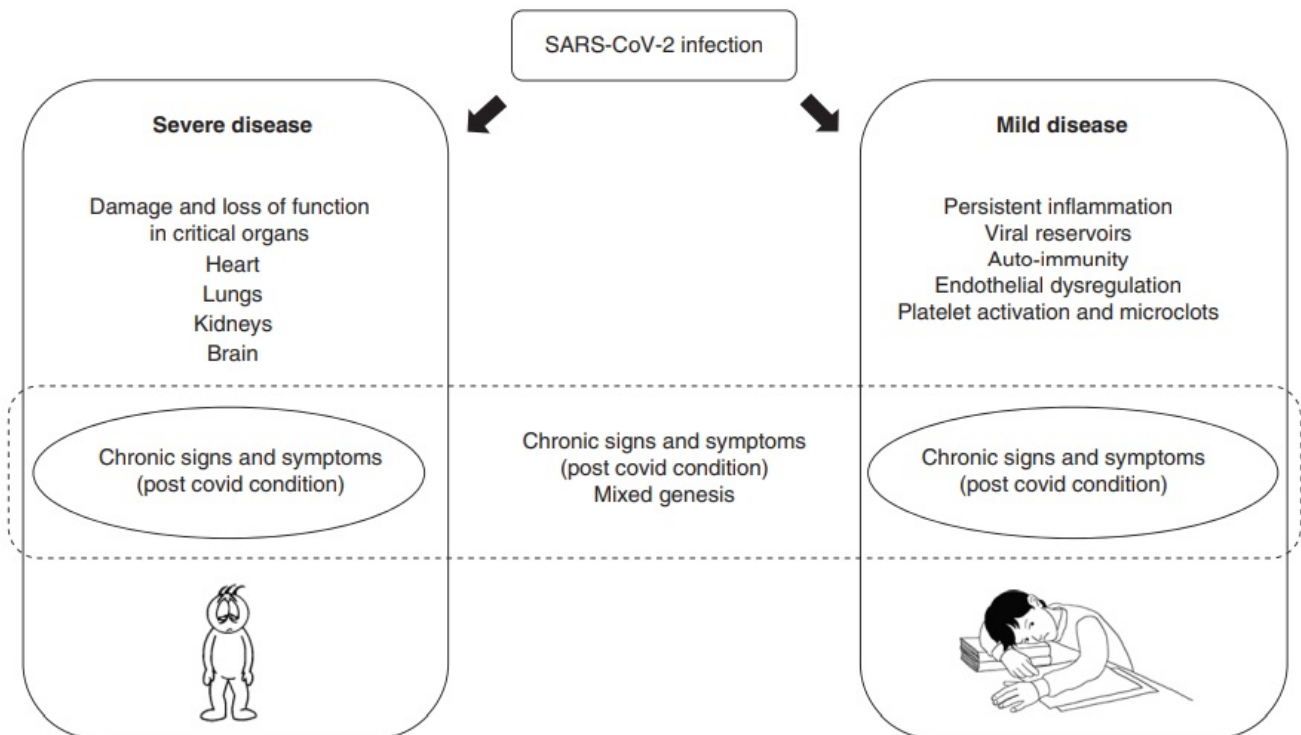 SARS-CoV-2 infection
Severe disease
Damage and loss of function
in critical organs
Heart
Lungs
Kidneys
Brain
Chronic signs and symptoms
(post covid condition)
Chronic signs and symptoms
(post covid condition)
Mixed genesis
Mild disease
Persistent inflammation
Viral reservoirs
Auto-immunity
Endothelial dysregulation
Platelet activation and microclots
Chronic signs and symptoms
(post covid condition)